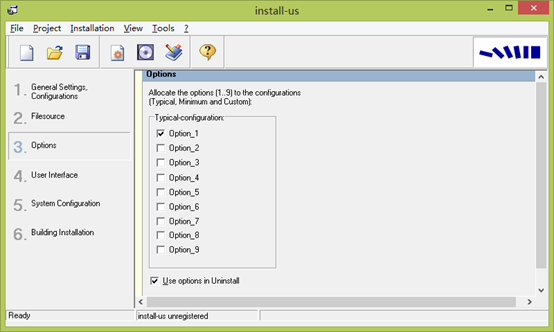 install-us
File Project Installation View Tools ?
Options
Allocate the options (1..9) to the configurations
(Typical, Minimum and Custom):
Typical-configuration:
Option_1
Option_2
Option_3
Option_4
Option_5
Option_6
Option_7
Option_8
Option_9
Use options in Uninstall
1. General Settings,
Configurations
2. Filesource
3. Options
4. User Interface
5. System Configuration
6. Building Installation
Ready install-us unregistered